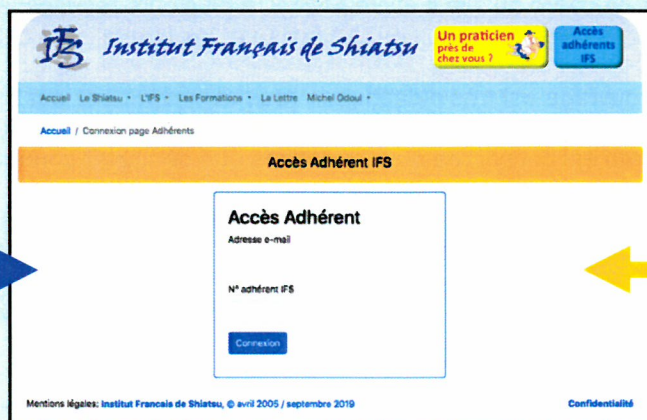 IFS
Institut Français de Shiatsu
Un praticien
près de
chez vous ?
Accès
adhérents
IFS
Accueil Le Shiatsu L'IFS Les Formations La Lettre Michel Odoul
Accueil / Connexion page Adhérents
Accès Adhérent IFS
Accès Adhérent
Adresse e-mail
N° adhérent IFS
Connexion
Mentions légales: Institut Francais de Shiatsu, © avril 2005 / septembre 2019
Confidentialité